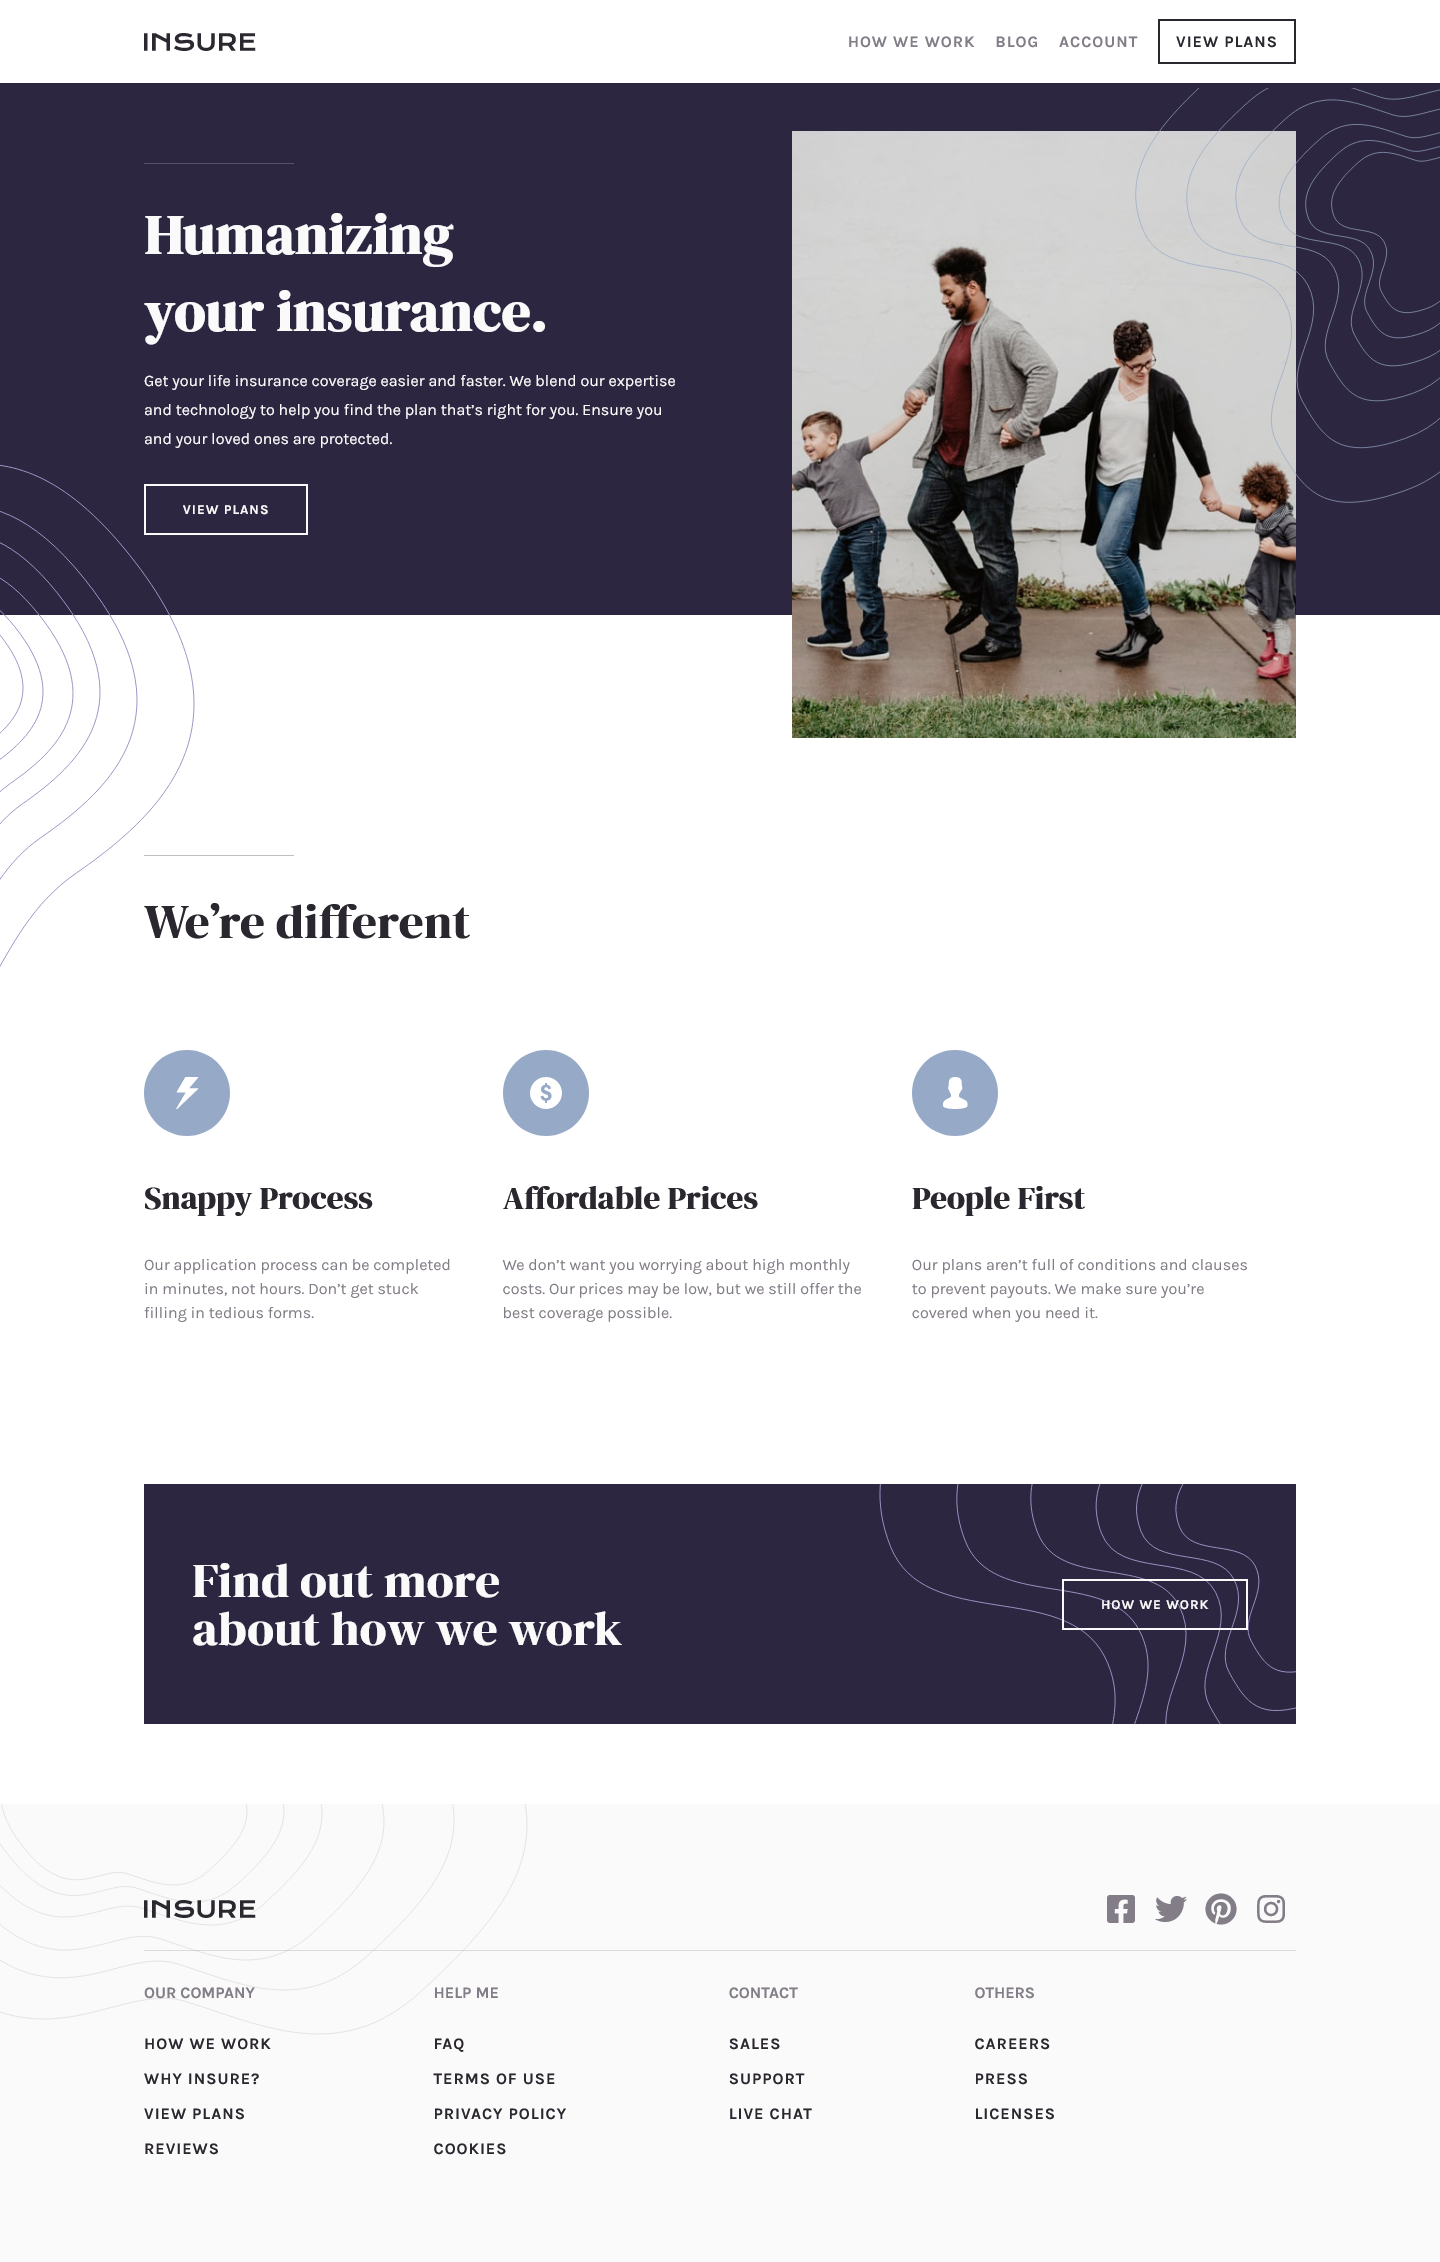 INSURE
HOW WE WORK
BLOG
ACCOUNT
VIEW PLANS
Humanizing
your insurance.
Get your life insurance coverage easier and faster. We blend our expertise
and technology to help you find the plan that’s right for you. Ensure you
and your loved ones are protected.
VIEW PLANS
We’re different
Snappy Process
Our application process can be completed
in minutes, not hours. Don’t get stuck
filling in tedious forms.
Affordable Prices
We don’t want you worrying about high monthly
costs. Our prices may be low, but we still offer the
best coverage possible.
People First
Our plans aren’t full of conditions and clauses
to prevent payouts. We make sure you’re
covered when you need it.
Find out more
about how we work
HOW WE WORK
INSURE
OUR COMPANY
HOW WE WORK
WHY INSURE?
VIEW PLANS
REVIEWS
HELP ME
FAQ
TERMS OF USE
PRIVACY POLICY
COOKIES
CONTACT
SALES
SUPPORT
LIVE CHAT
OTHERS
CAREERS
PRESS
LICENSES